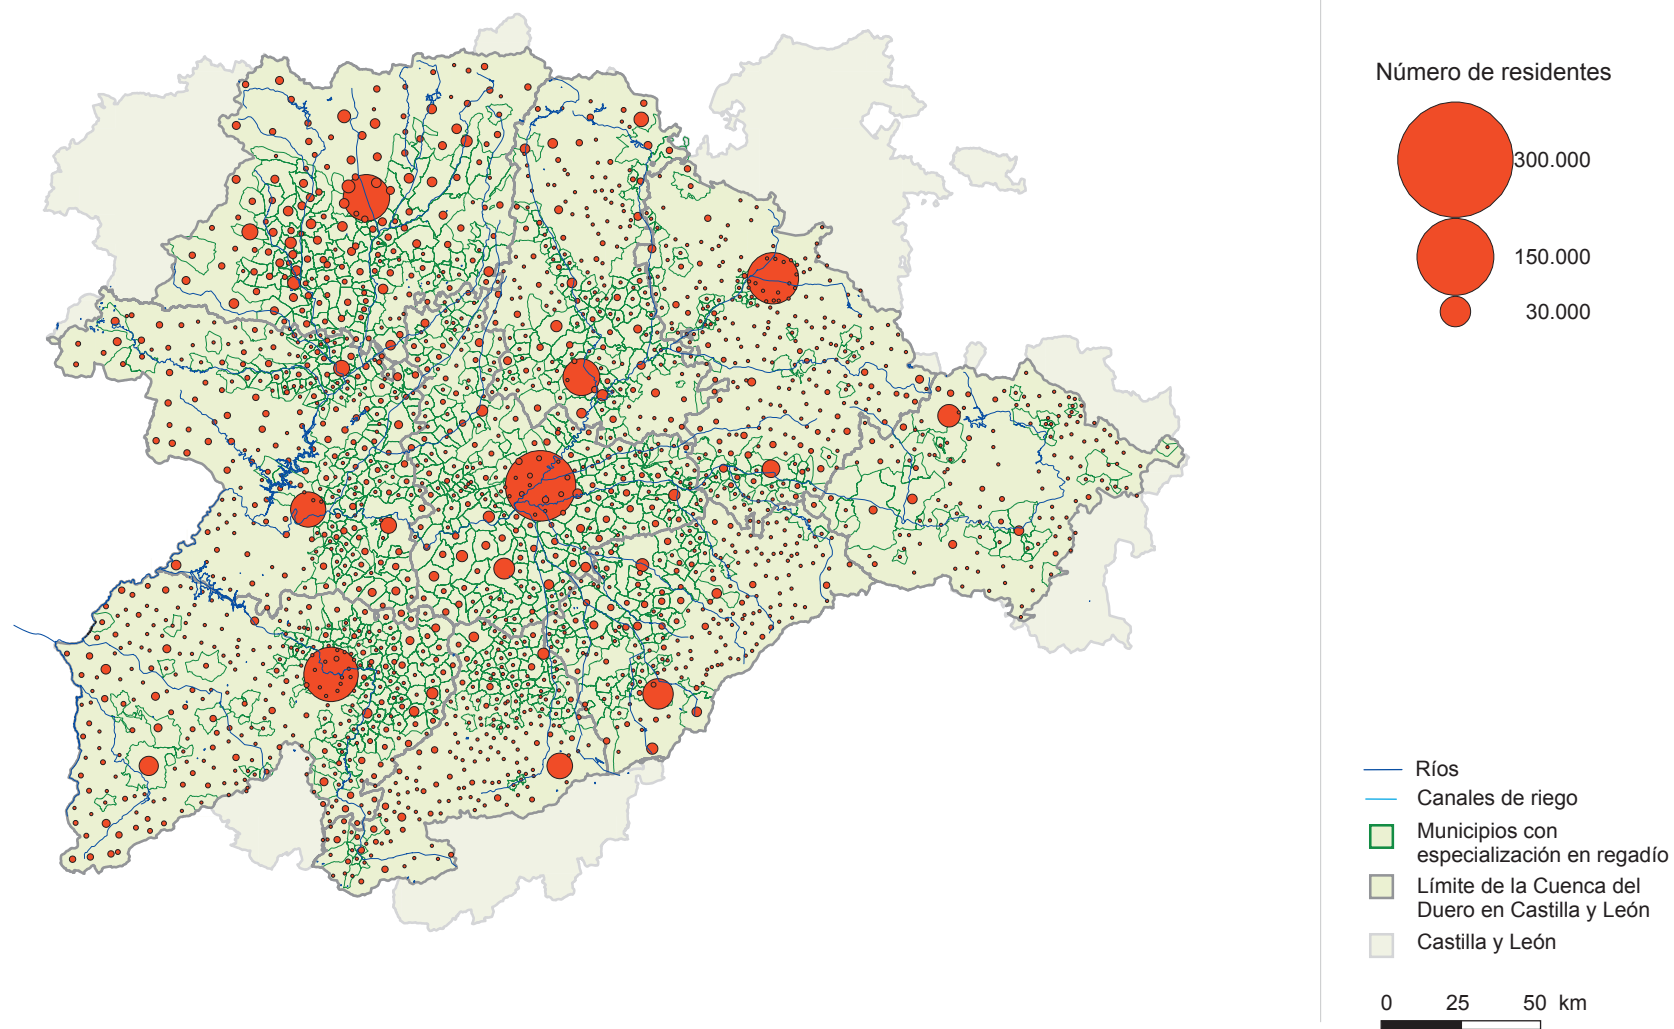 Número de residentes
300.000
150.000
30.000
Ríos
Canales de riego
Municipios con
especialización en regadío
Límite de la Cuenca del
Duero en Castilla y León
Castilla y León
0 25 50 km